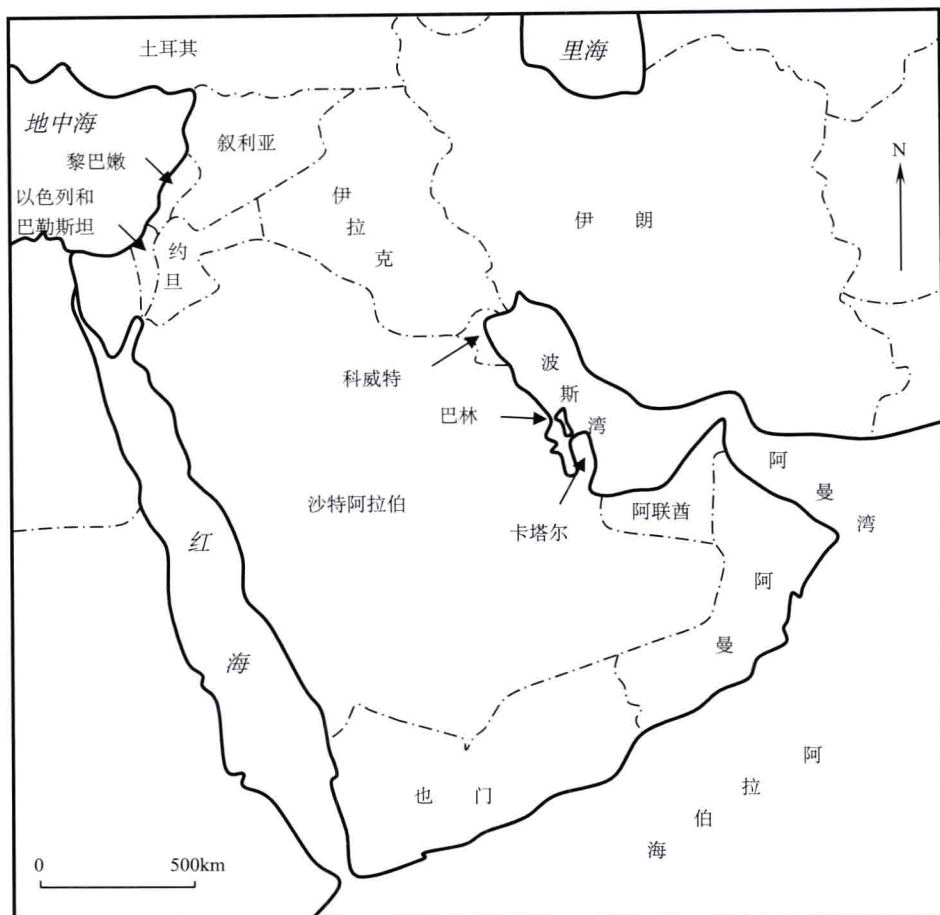 土耳其
里海
地中海
叙利亚
黎巴嫩
N
以色列和
巴勒斯坦
伊拉克
伊朗
约旦
科威特
波斯湾
巴林
阿曼湾
沙特阿拉伯
阿联酋
卡塔尔
红海
阿曼
也门
阿拉伯海
0 500km